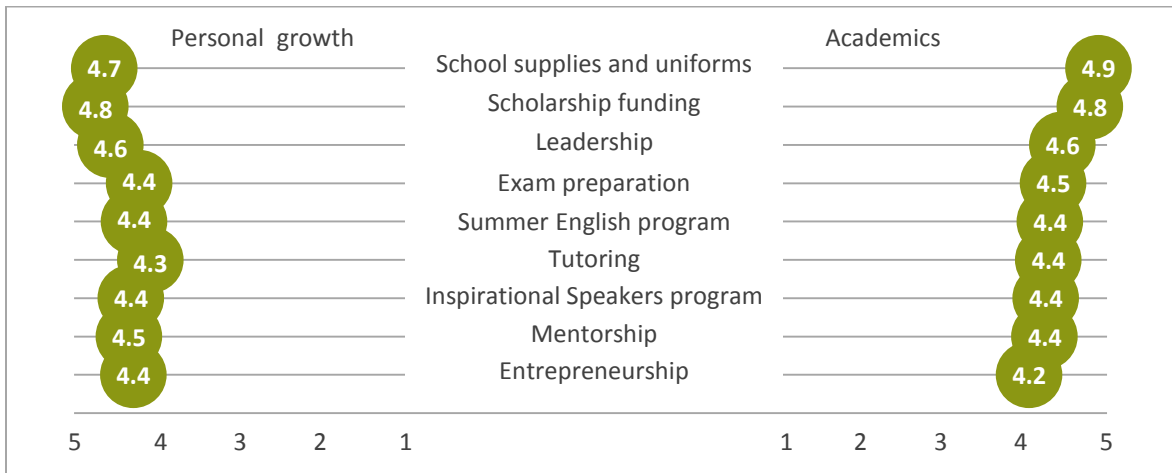 Personal growth Academics
4.7 School supplies and uniforms 4.9
4.8 Scholarship funding 4.8
4.6 Leadership 4.6
4.4 Exam preparation 4.5
4.4 Summer English program 4.4
4.3 Tutoring 4.4
4.4 Inspirational Speakers program 4.4
4.5 Mentorship 4.4
4.4 Entrepreneurship 4.2
5 4 3 2 1 1 2 3 4 5